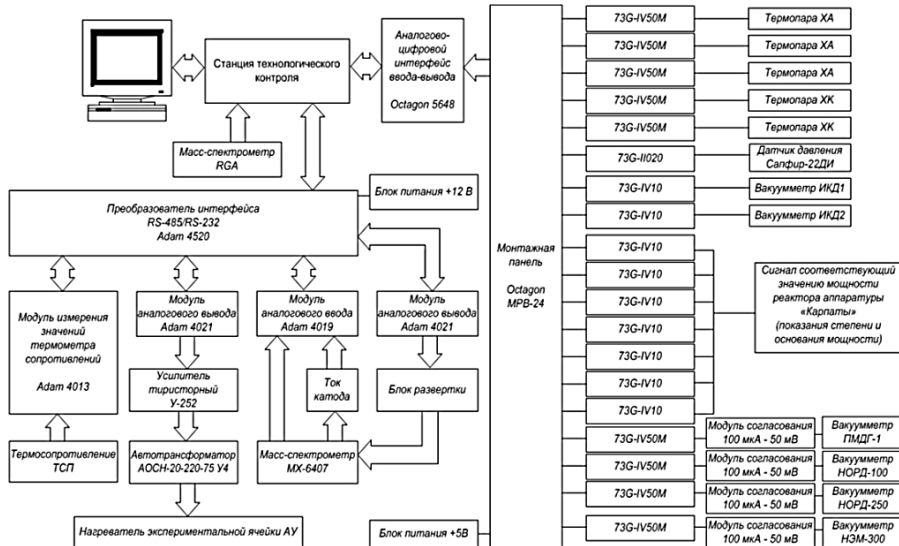 Станция технологического
контроля
Аналогово-
цифровой
интерфейс
ввода-вывода
Octagon 5648
Масс-спектрометр
RGA
Блок питания +12 В
Преобразователь интерфейса
RS-485/RS-232
Adam 4520
Модуль измерения
значений
термометра
сопротивлений
Adam 4013
Модуль
аналогового вывода
Adam 4021
Модуль
аналогового ввода
Adam 4019
Модуль
аналогового вывода
Adam 4021
Усилитель
тиристорный
У-252
Ток
катода
Блок развертки
Термосопротивление
ТСП
Автотрансформатор
АОСН-20-220-75 У4
Масс-спектрометр
МХ-6407
Нагреватель экспериментальной ячейки АУ
Блок питания +5В
Монтажная
панель
Octagon
MPB-24
73G-IV50M
Термопара ХА
73G-IV50M
Термопара ХА
73G-IV50M
Термопара ХА
73G-IV50M
Термопара ХК
73G-IV50M
Термопара ХК
73G-II020
Датчик давления
Сапфир-22ДИ
73G-IV10
Вакуумметр ИКД1
73G-IV10
Вакуумметр ИКД2
73G-IV10
73G-IV10
73G-IV10
73G-IV10
73G-IV10
73G-IV10
73G-IV10
Сигнал соответствующий
значению мощности
реактора аппаратуры
«Карпаты»
(показания степени и
основания мощности)
73G-IV50M
Модуль согласования
100 мкА - 50 мВ
Вакуумметр
ПМДГ-1
73G-IV50M
Модуль согласования
100 мкА - 50 мВ
Вакуумметр
НОРД-100
73G-IV50M
Модуль согласования
100 мкА - 50 мВ
Вакуумметр
НОРД-250
73G-IV50M
Модуль согласования
100 мкА - 50 мВ
Вакуумметр
НЭМ-300